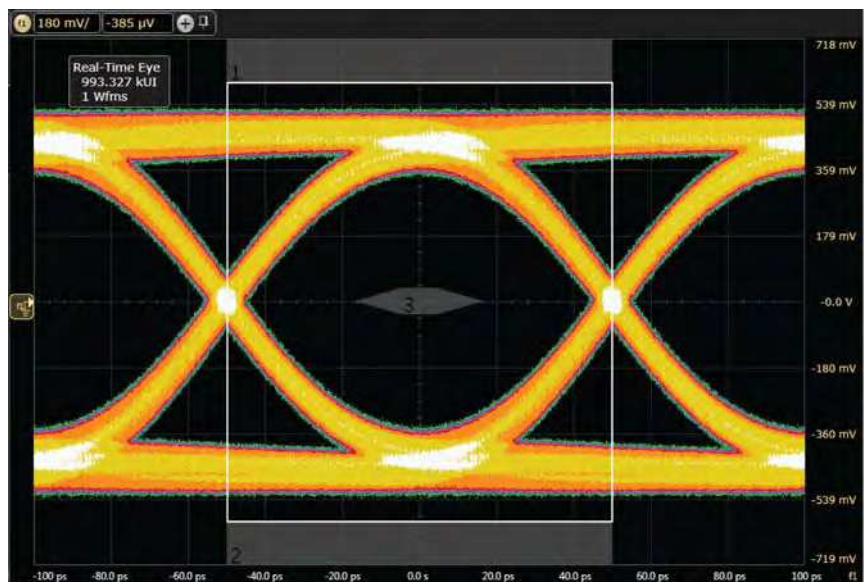 f1 180 mV/ -385 µV +
718 mV
Real-Time Eye
993.327 kUI
1 Wfms
1
539 mV
359 mV
179 mV
3
-0.0 V
-180 mV
-360 mV
-539 mV
2
-719 mV
-100 ps -80.0 ps -60.0 ps -40.0 ps -20.0 ps 0.0 s 20.0 ps 40.0 ps 60.0 ps 80.0 ps 100 ps f1